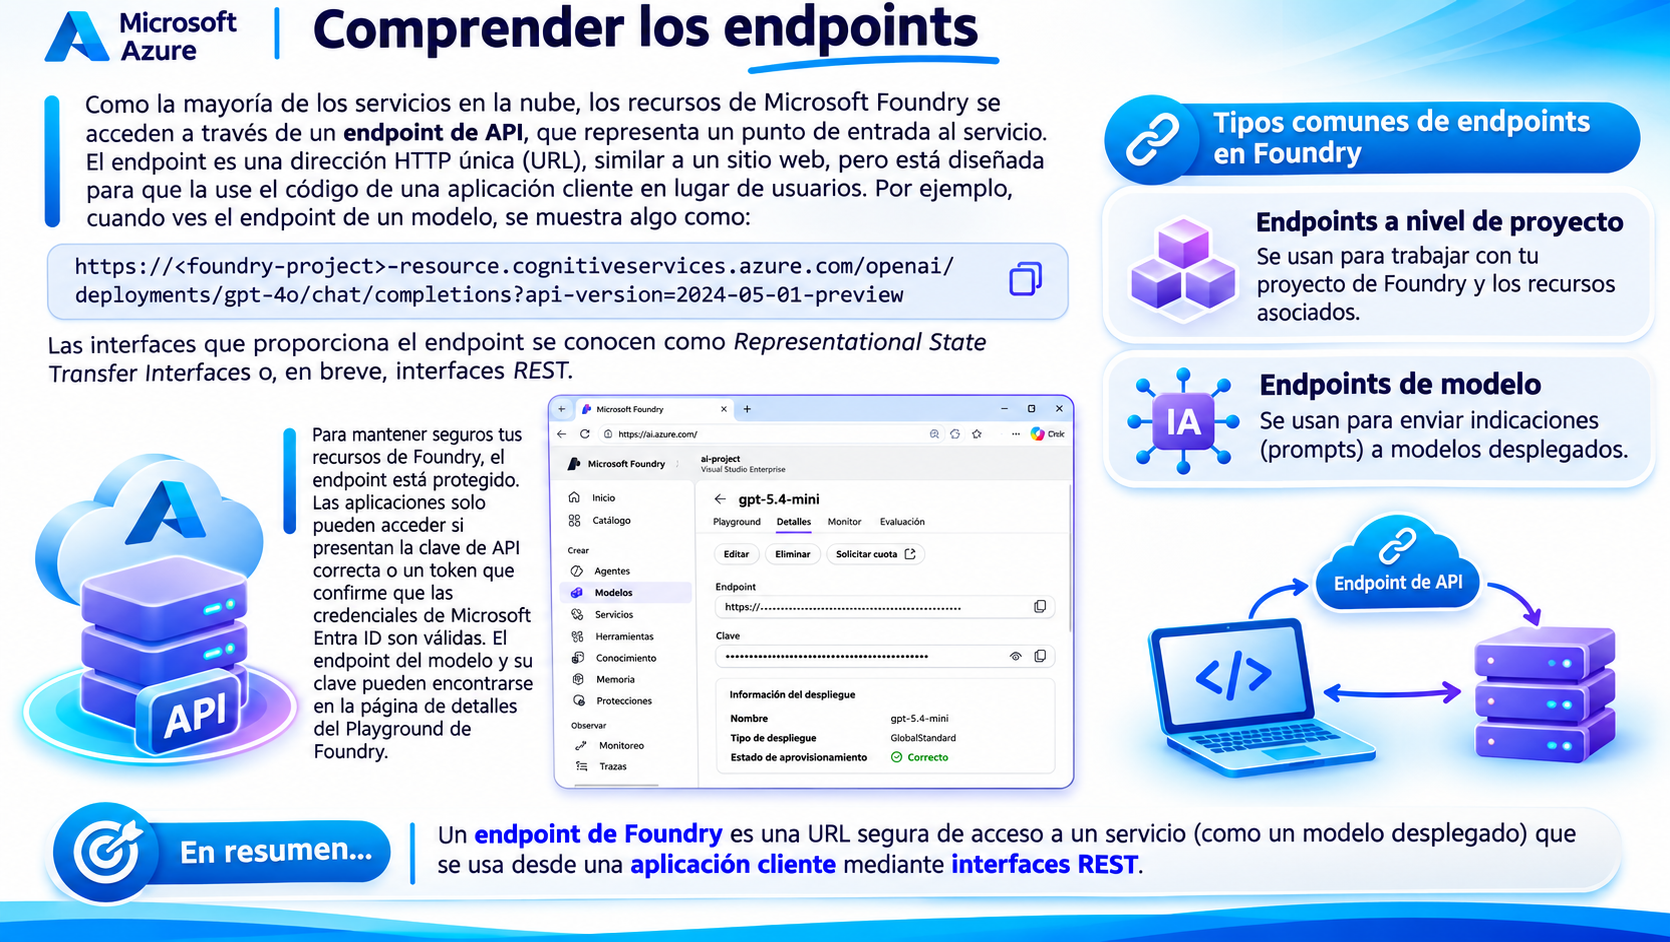 Microsoft
Azure
Comprender los endpoints
Como la mayoría de los servicios en la nube, los recursos de Microsoft Foundry se
acceden a través de un endpoint de API, que representa un punto de entrada al servicio.
El endpoint es una dirección HTTP única (URL), similar a un sitio web, pero está diseñada
para que la use el código de una aplicación cliente en lugar de usuarios. Por ejemplo,
cuando ves el endpoint de un modelo, se muestra algo como:
https://<foundry-project>-resource.cognitiveservices.azure.com/openai/
deployments/gpt-4o/chat/completions?api-version=2024-05-01-preview
Las interfaces que proporciona el endpoint se conocen como Representational State
Transfer Interfaces o, en breve, interfaces REST.
API
Para mantener seguros tus
recursos de Foundry, el
endpoint está protegido.
Las aplicaciones solo
pueden acceder si
presentan la clave de API
correcta o un token que
confirme que las
credenciales de Microsoft
Entra ID son válidas. El
endpoint del modelo y su
clave pueden encontrarse
en la página de detalles
del Playground de
Foundry.
Microsoft Foundry
https://ai.azure.com/
Microsoft Foundry
ai-project
Visual Studio Enterprise
Inicio
Catálogo
Crear
Agentes
Modelos
Servicios
Herramientas
Conocimiento
Memoria
Protecciones
Observar
Monitoreo
Trazas
gpt-5.4-mini
Playground Detalles Monitor Evaluación
Editar Eliminar Solicitar cuota
Endpoint
https://
Clave
Información del despliegue
Nombre gpt-5.4-mini
Tipo de despliegue GlobalStandard
Estado de aprovisionamiento Correcto
Tipos comunes de endpoints
en Foundry
Endpoints a nivel de proyecto
Se usan para trabajar con tu
proyecto de Foundry y los recursos
asociados.
IA
Endpoints de modelo
Se usan para enviar indicaciones
(prompts) a modelos desplegados.
Endpoint de API
</>
En resumen...
Un endpoint de Foundry es una URL segura de acceso a un servicio (como un modelo desplegado) que
se usa desde una aplicación cliente mediante interfaces REST.